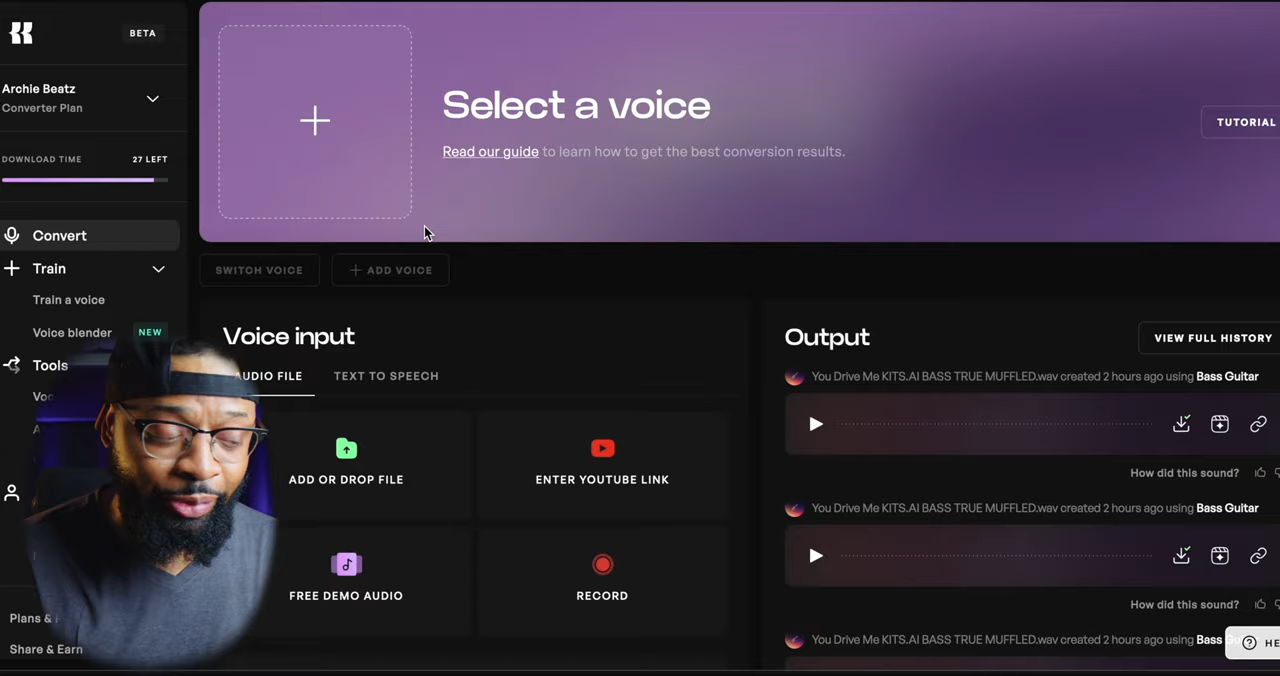 BETA
Archie Beatz
Converter Plan
DOWNLOAD TIME 27 LEFT
Convert
Train
Train a voice
Voice blender NEW
Tools
Plans &
Share & Earn
Select a voice
Read our guide to learn how to get the best conversion results.
TUTORIAL
SWITCH VOICE
ADD VOICE
Voice input
AUDIO FILE TEXT TO SPEECH
ADD OR DROP FILE
ENTER YOUTUBE LINK
FREE DEMO AUDIO
RECORD
Output
VIEW FULL HISTORY
You Drive Me KITS.AI BASS TRUE MUFFLED.wav created 2 hours ago using Bass Guitar
How did this sound?
You Drive Me KITS.AI BASS TRUE MUFFLED.wav created 2 hours ago using Bass Guitar
How did this sound?
You Drive Me KITS.AI BASS TRUE MUFFLED.wav created 2 hours ago using Bass
HE